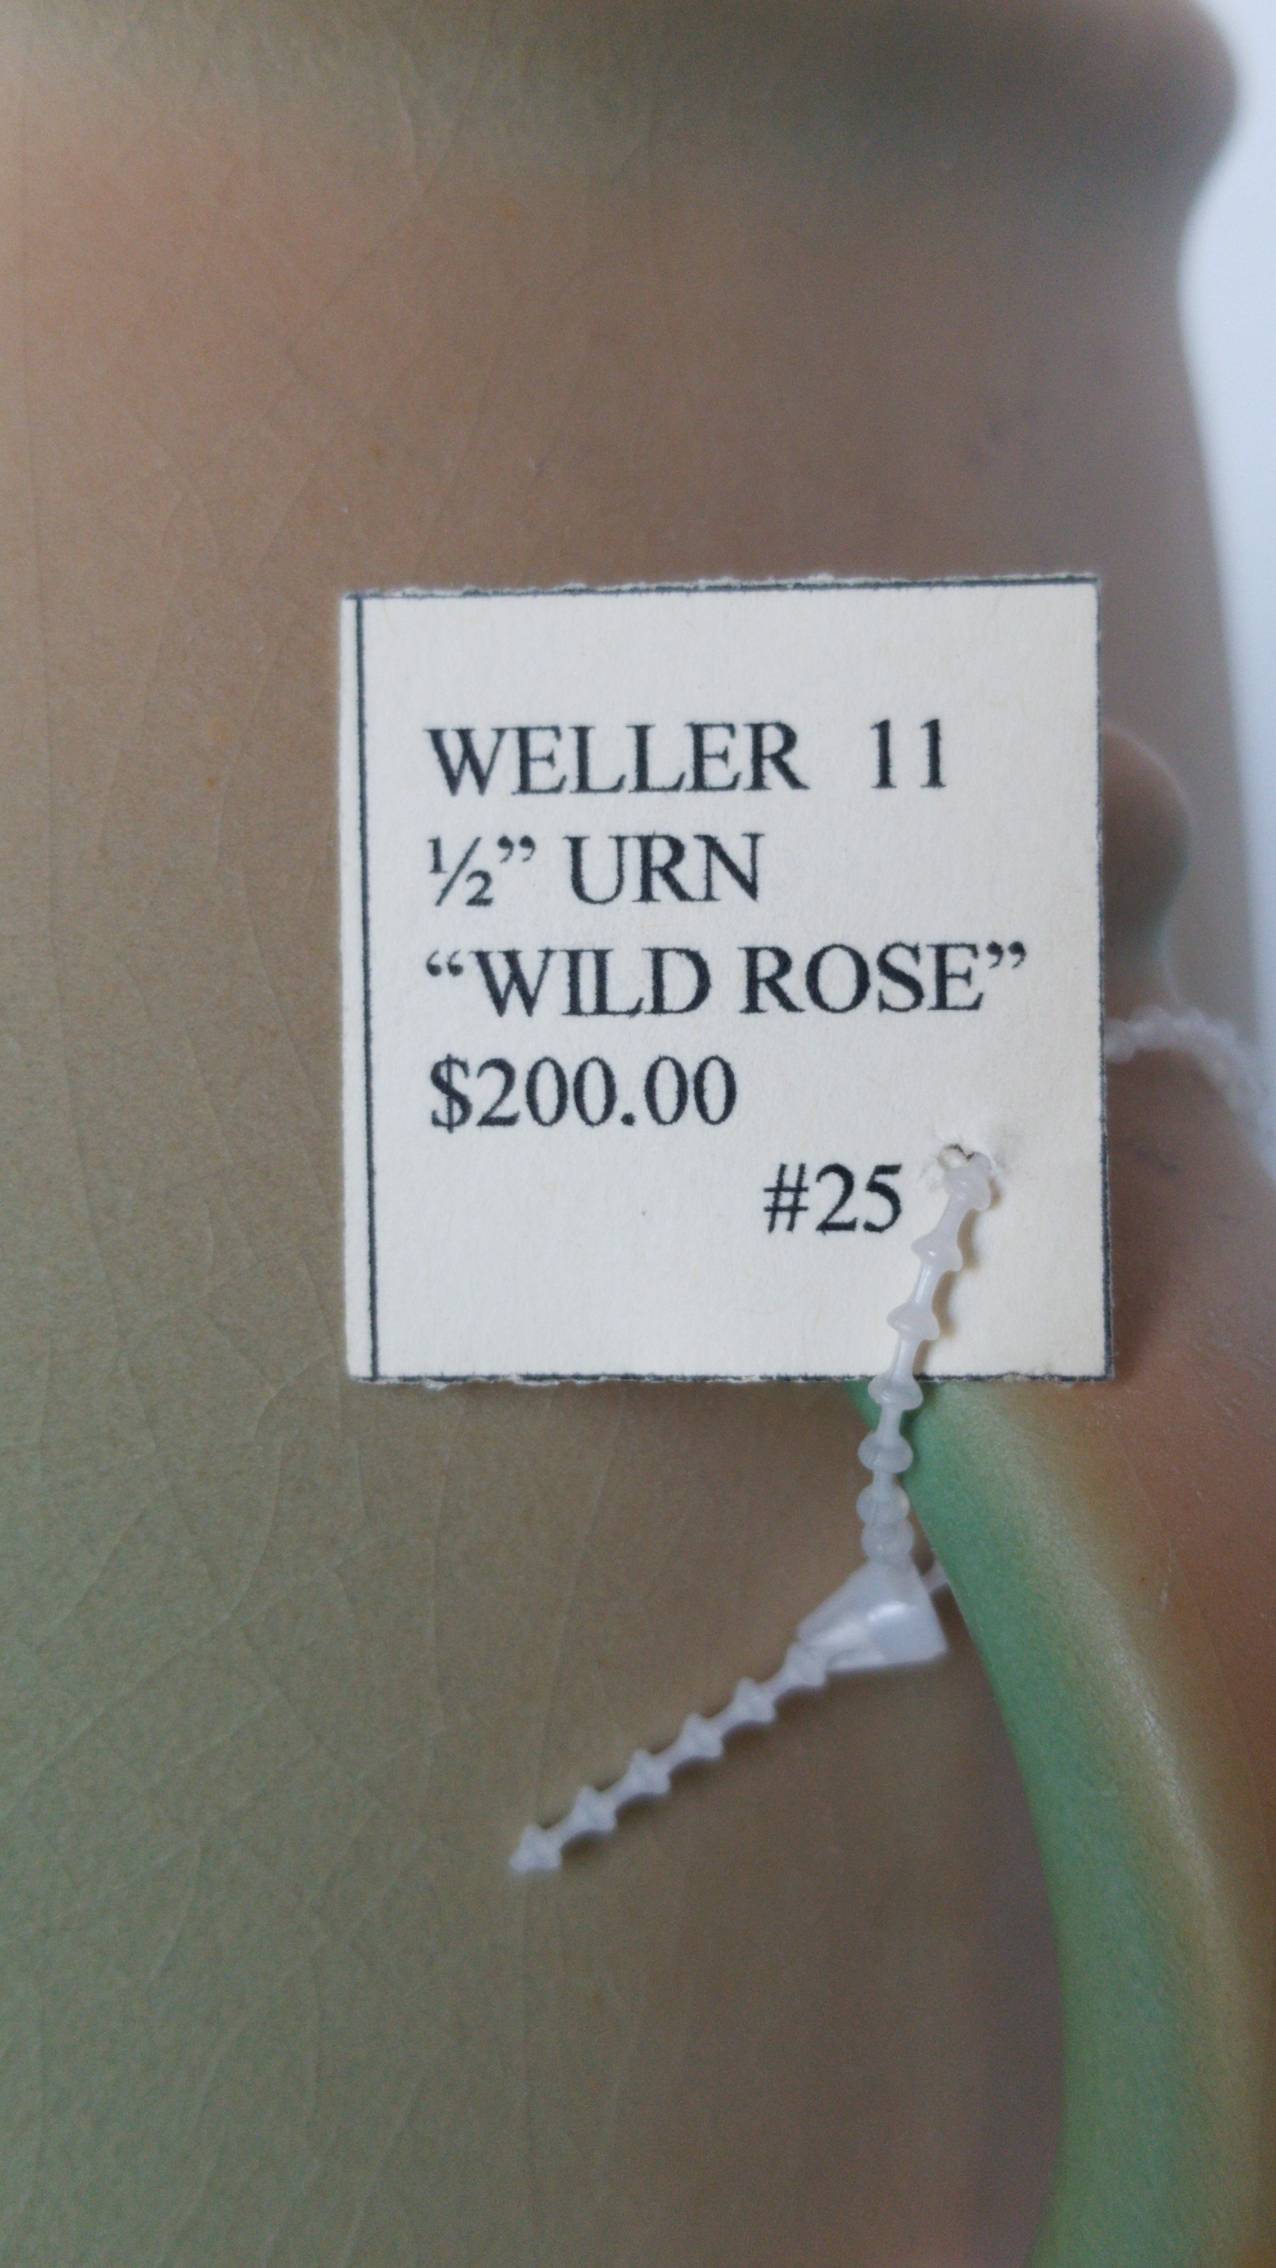 WELLER 11
½” URN
“WILD ROSE”
$200.00
#25